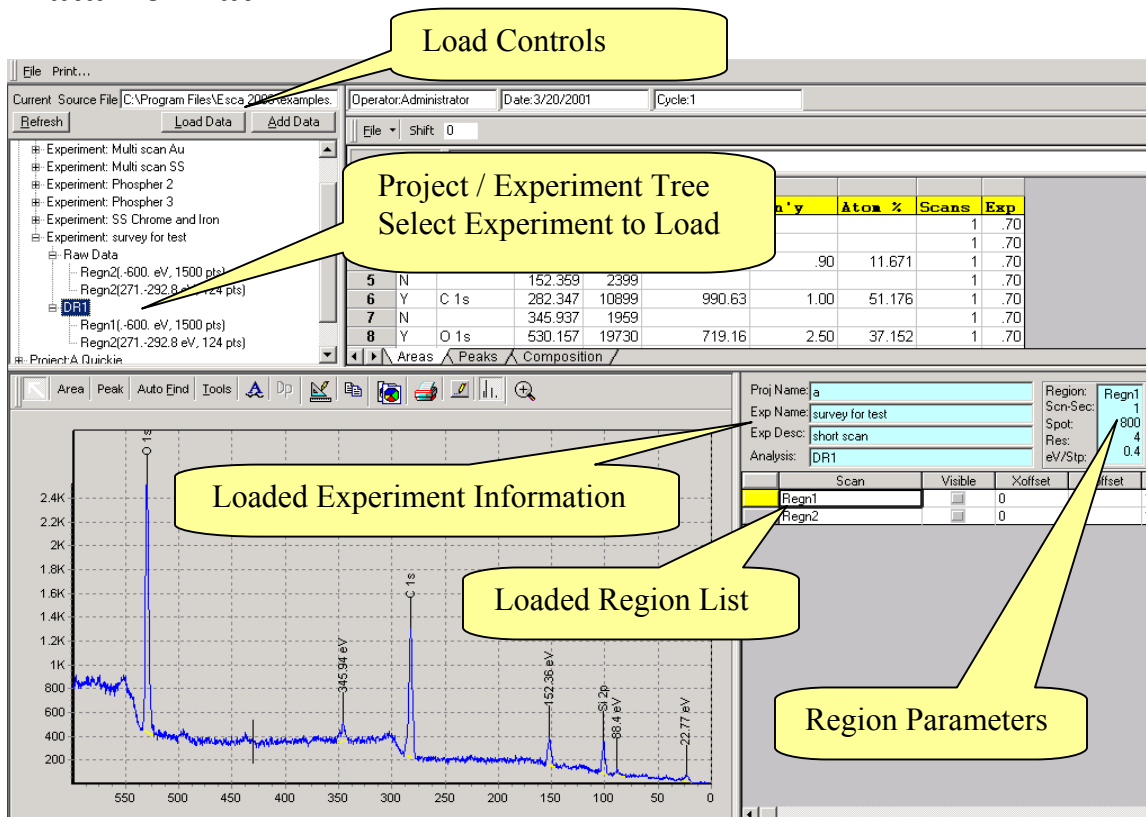 Load Controls
File Print...
Current Source File C:\Program Files\Esca 2003\examples.
Refresh Load Data Add Data
Operator:Administrator Date:3/20/2001 Cycle:1
File Shift 0
Experiment: Multi scan Au
Experiment: Multi scan SS
Experiment: Phospher 2
Experiment: Phospher 3
Experiment: SS Chrome and Iron
Experiment: survey for test
Raw Data
Regn2(.-600. eV, 1500 pts)
Regn2(271.-292.8 eV, 124 pts)
DR1
Regn1(.-600. eV, 1500 pts)
Regn2(271.-292.8 eV, 124 pts)
Project:A Quickie
Project / Experiment Tree
Select Experiment to Load
n'y Atom % Scans Exp
1 .70
1 .70
.90 11.671 1 .70
5 N 152.359 2399 1 .70
6 Y C 1s 282.347 10899 990.63 1.00 51.176 1 .70
7 N 345.937 1959 1 .70
8 Y O 1s 530.157 19730 719.16 2.50 37.152 1 .70
Areas Peaks Composition
Area Peak Auto Find Tools A Dp
Proj Name: a
Exp Name: survey for test
Exp Desc: short scan
Analysis: DR1
Region: Regn1
Scn-Sec: 1
Spot: 800
Res: 4
eV/Stp: 0.4
Scan Visible Xoffset ffset
Regn1 0
Regn2 0
Loaded Experiment Information
Loaded Region List
Region Parameters
O 1s
345.94 eV
C 1s
152.36 eV
Si 2p
88.4 eV
22.77 eV
2.4K
2.2K
2K
1.8K
1.6K
1.4K
1.2K
1K
800
600
400
200
550 500 450 400 350 300 250 200 150 100 50 0